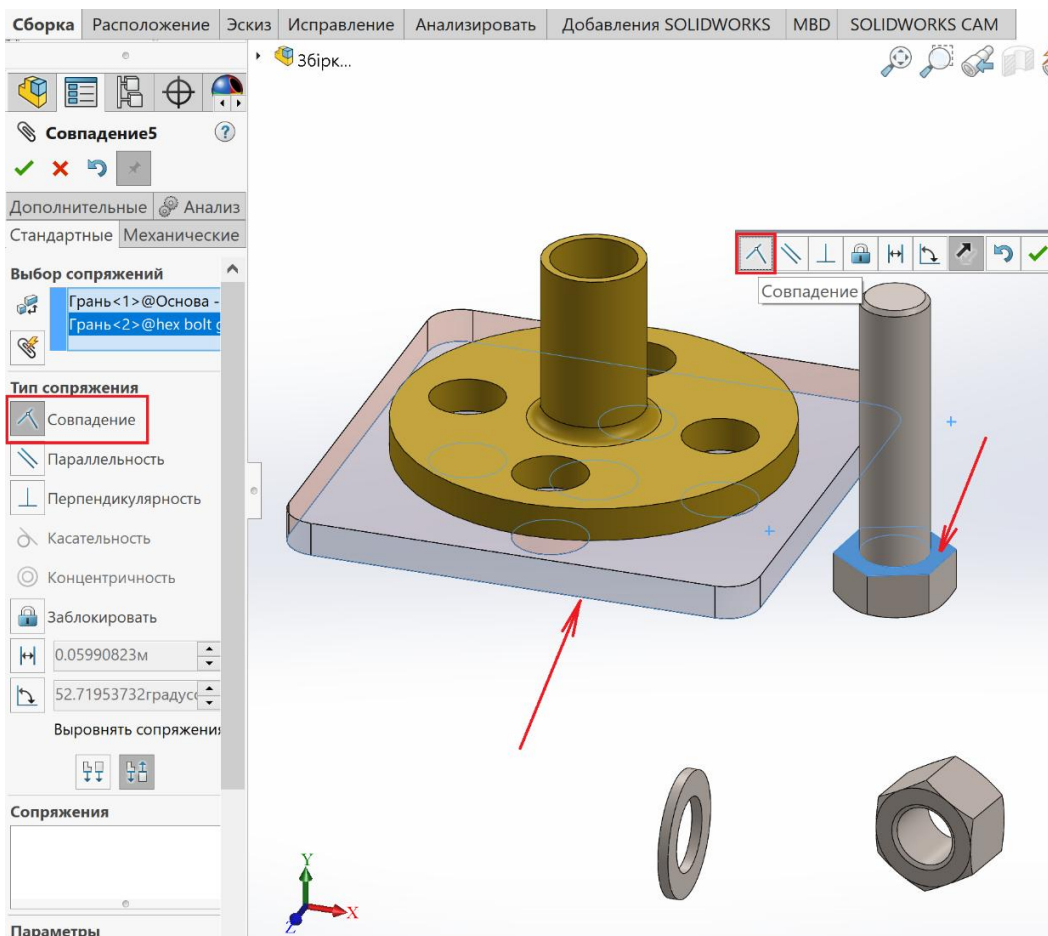 Сборка Расположение Эскиз Исправление Анализировать Добавления SOLIDWORKS MBD SOLIDWORKS CAM
Збірк...
Совпадение5
?
Дополнительные Анализ
Стандартные Механические
Выбор сопряжений
Грань<1>@Основа -
Грань<2>@hex bolt g
Тип сопряжения
Совпадение
Параллельность
Перпендикулярность
Касательность
Концентричность
Заблокировать
0.05990823м
52.71953732градусо
Выровнять сопряжения
Сопряжения
Параметры
Совпадение
Y
X
Z